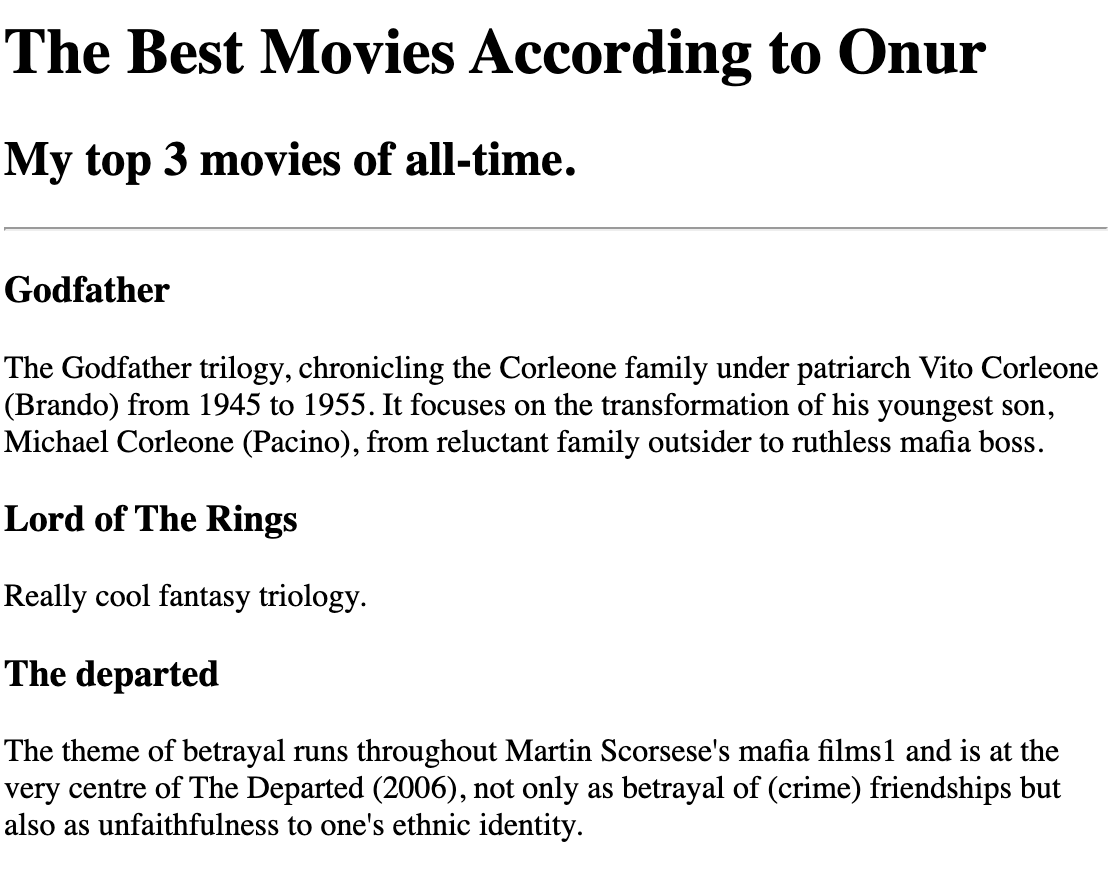 The Best Movies According to Onur
My top 3 movies of all-time.
Godfather
The Godfather trilogy, chronicling the Corleone family under patriarch Vito Corleone
(Brando) from 1945 to 1955. It focuses on the transformation of his youngest son,
Michael Corleone (Pacino), from reluctant family outsider to ruthless mafia boss.
Lord of The Rings
Really cool fantasy triology.
The departed
The theme of betrayal runs throughout Martin Scorsese's mafia films1 and is at the
very centre of The Departed (2006), not only as betrayal of (crime) friendships but
also as unfaithfulness to one's ethnic identity.